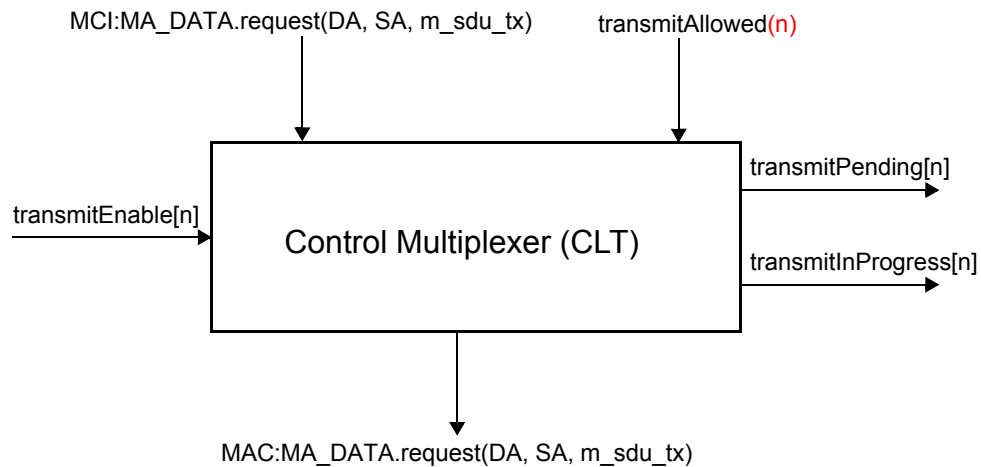 MCI:MA_DATA.request(DA, SA, m_sdu_tx)
transmitAllowed(n)
transmitPending[n]
transmitEnable[n]
Control Multiplexer (CLT)
transmitInProgress[n]
MAC:MA_DATA.request(DA, SA, m_sdu_tx)